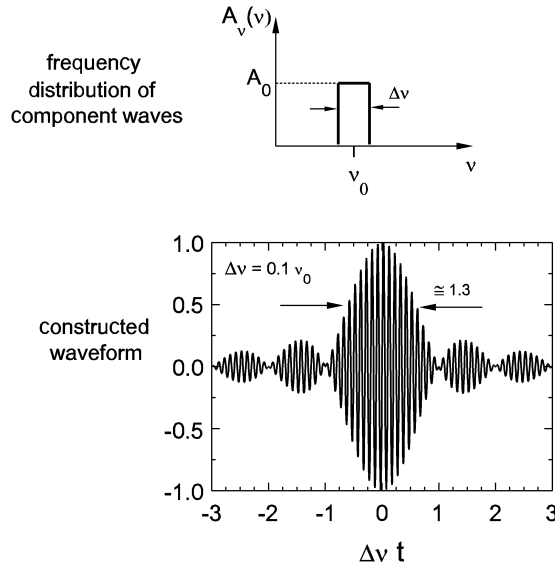 A_ν(ν)
frequency
distribution of
component waves
A_0
Δν
ν
ν_0
1.0
Δν = 0.1 ν_0
≅ 1.3
0.5
constructed
waveform
0.0
-0.5
-1.0
-3 -2 -1 0 1 2 3
Δν t